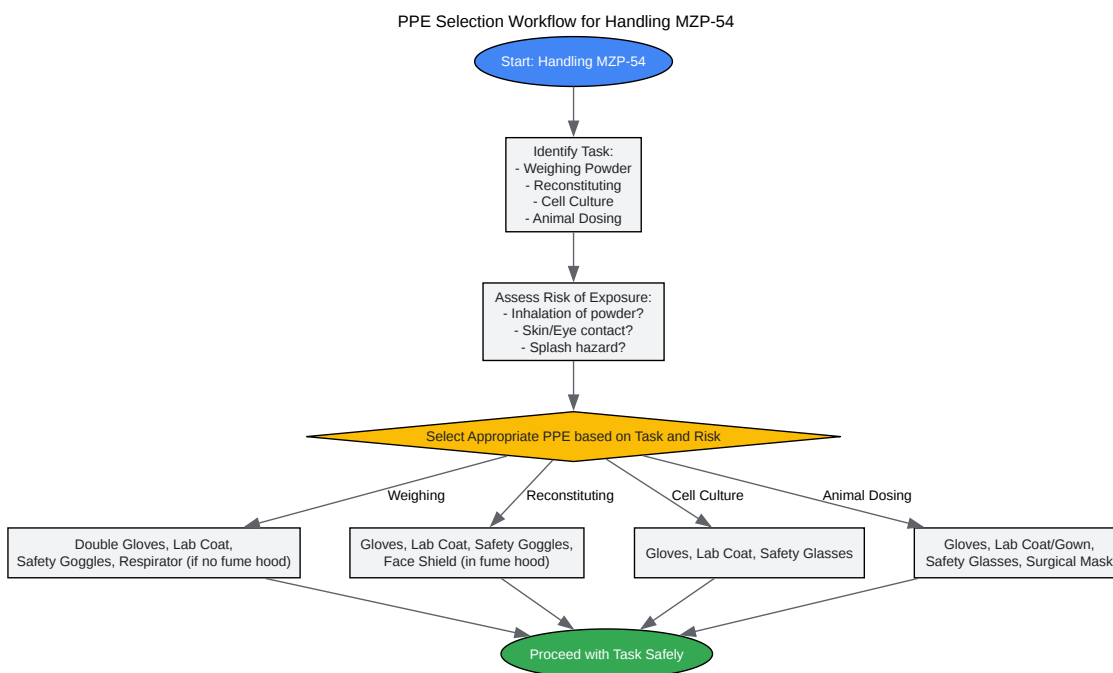 PPE Selection Workflow for Handling MZP-54
Start: Handling MZP-54
Identify Task:
- Weighing Powder
- Reconstituting
- Cell Culture
- Animal Dosing
Assess Risk of Exposure:
- Inhalation of powder?
- Skin/Eye contact?
- Splash hazard?
Select Appropriate PPE based on Task and Risk
Weighing
Reconstituting
Cell Culture
Animal Dosing
Double Gloves, Lab Coat,
Safety Goggles, Respirator (if no fume hood)
Gloves, Lab Coat, Safety Goggles,
Face Shield (in fume hood)
Gloves, Lab Coat, Safety Glasses
Gloves, Lab Coat/Gown,
Safety Glasses, Surgical Mask
Proceed with Task Safely